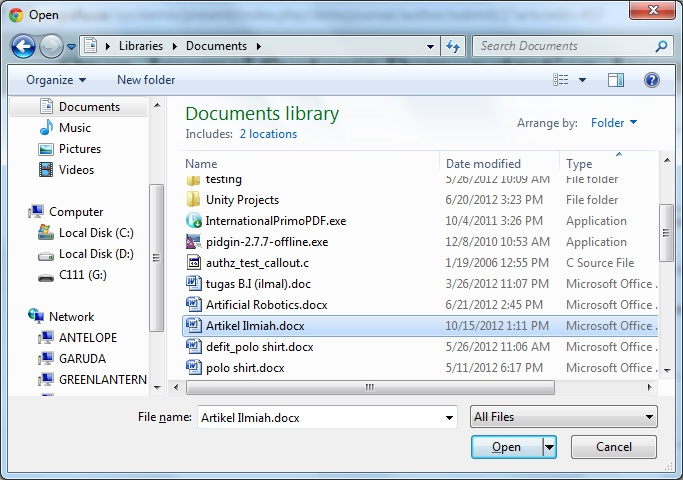 Open
Libraries Documents
Search Documents
Organize New folder
Documents
Music
Pictures
Videos
Computer
Local Disk (C:)
Local Disk (D:)
C111 (G:)
Network
ANTELOPE
GARUDA
GREENLANTERN
Documents library
Includes: 2 locations
Arrange by: Folder
Name Date modified Type
testing 5/26/2012 10:09 AM File folder
Unity Projects 6/20/2012 3:23 PM File folder
InternationalPrimoPDF.exe 10/4/2011 3:26 PM Application
pidgin-2.7.7-offline.exe 12/8/2010 10:53 AM Application
authz_test_callout.c 1/19/2006 12:55 PM C Source File
tugas B.I (ilmal).doc 3/26/2012 11:07 PM Microsoft Office .
Artificial Robotics.docx 6/21/2012 2:45 PM Microsoft Office .
Artikel Ilmiah.docx 10/15/2012 1:11 PM Microsoft Office .
defit_polo shirt.docx 5/26/2012 11:06 AM Microsoft Office .
polo shirt.docx 5/11/2012 6:17 PM Microsoft Office .
File name: Artikel Ilmiah.docx All Files
Open Cancel